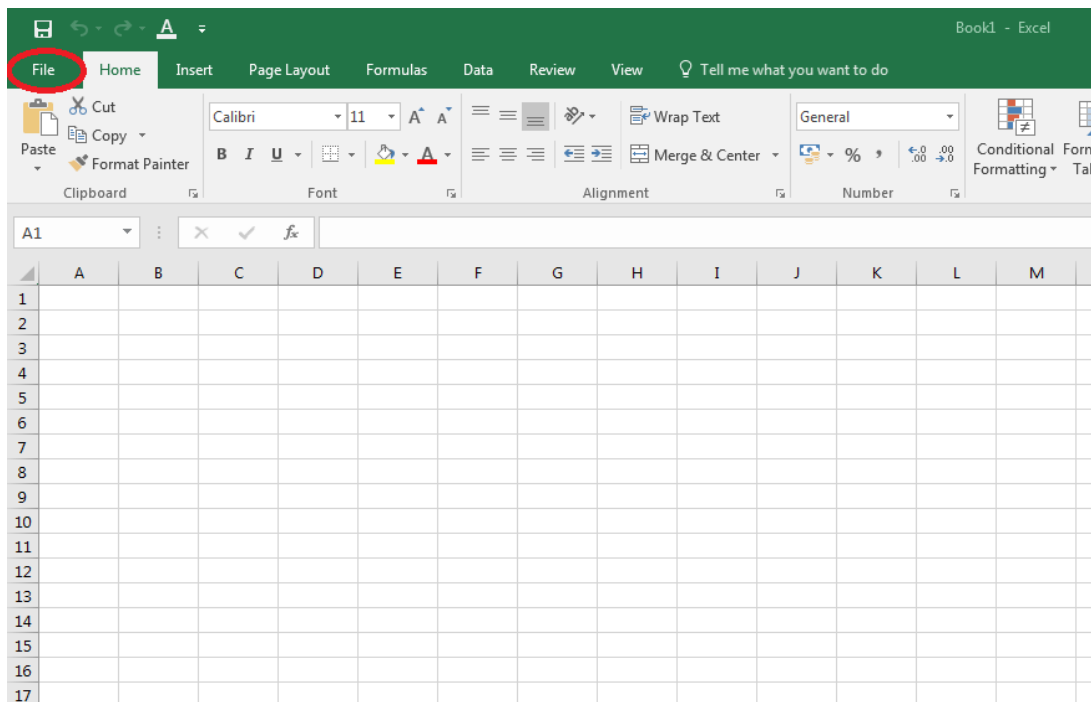 Book1 - Excel
File Home Insert Page Layout Formulas Data Review View Tell me what you want to do
Cut
Copy
Format Painter
Paste
Clipboard
Calibri 11
B I U
Font
Wrap Text
Merge & Center
Alignment
General
% ,
Number
Conditional
Formatting
A1
fx
A B C D E F G H I J K L M
1
2
3
4
5
6
7
8
9
10
11
12
13
14
15
16
17